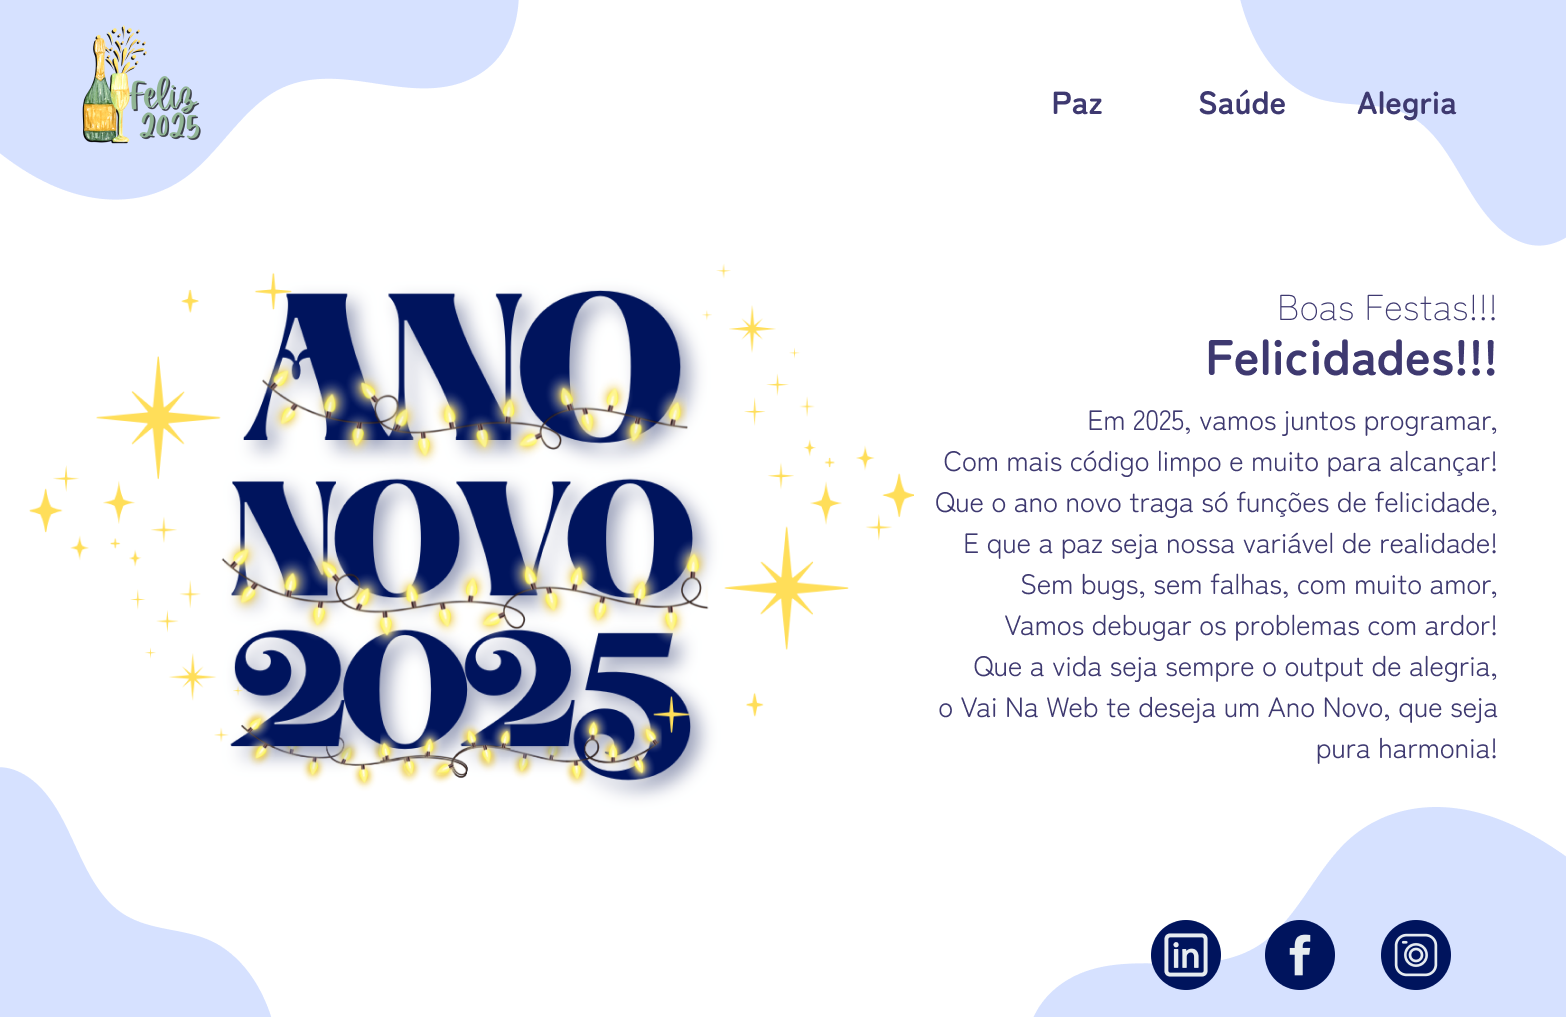 Feliz
2025
Paz
Saúde
Alegria
ANO
NOVO
2025
Boas Festas!!!
Felicidades!!!
Em 2025, vamos juntos programar,
Com mais código limpo e muito para alcançar!
Que o ano novo traga só funções de felicidade,
E que a paz seja nossa variável de realidade!
Sem bugs, sem falhas, com muito amor,
Vamos debugar os problemas com ardor!
Que a vida seja sempre o output de alegria,
o Vai Na Web te deseja um Ano Novo, que seja
pura harmonia!
in
f